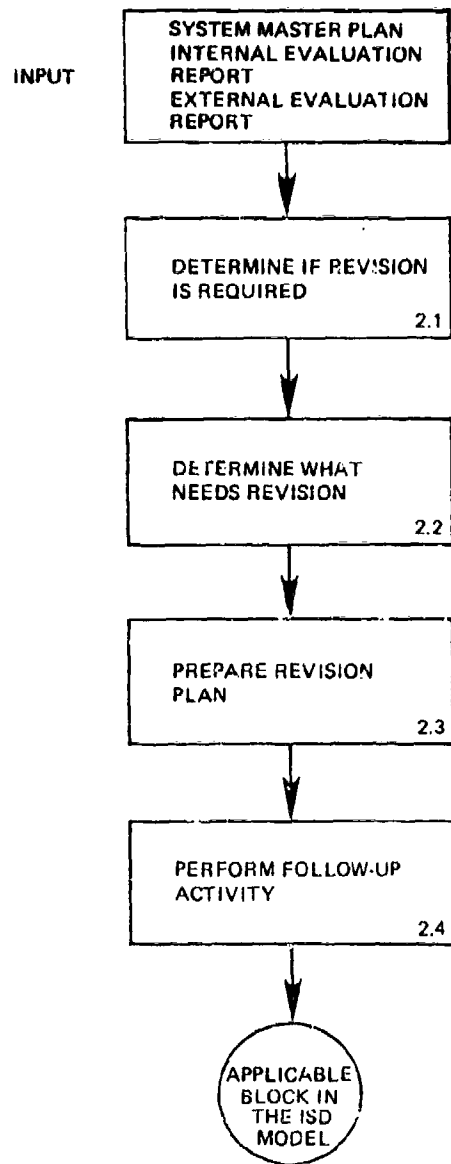 INPUT
SYSTEM MASTER PLAN
INTERNAL EVALUATION
REPORT
EXTERNAL EVALUATION
REPORT
DETERMINE IF REVISION
IS REQUIRED
2.1
DETERMINE WHAT
NEEDS REVISION
2.2
PREPARE REVISION
PLAN
2.3
PERFORM FOLLOW-UP
ACTIVITY
2.4
APPLICABLE
BLOCK IN
THE ISD
MODEL